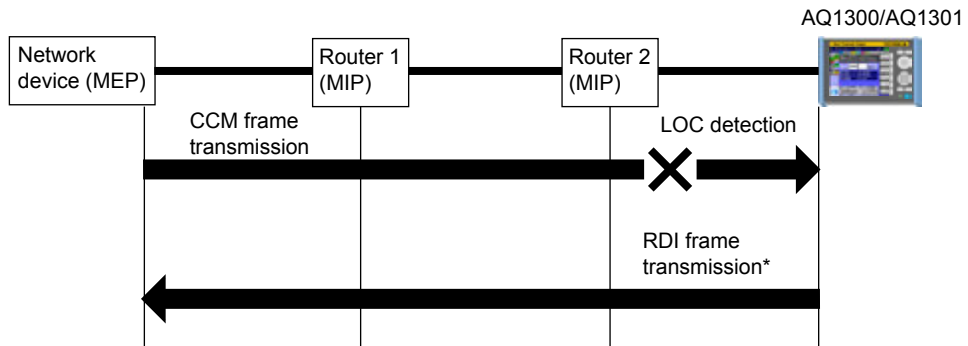 AQ1300/AQ1301
Network
device (MEP)
Router 1
(MIP)
Router 2
(MIP)
CCM frame
transmission
LOC detection
RDI frame
transmission*